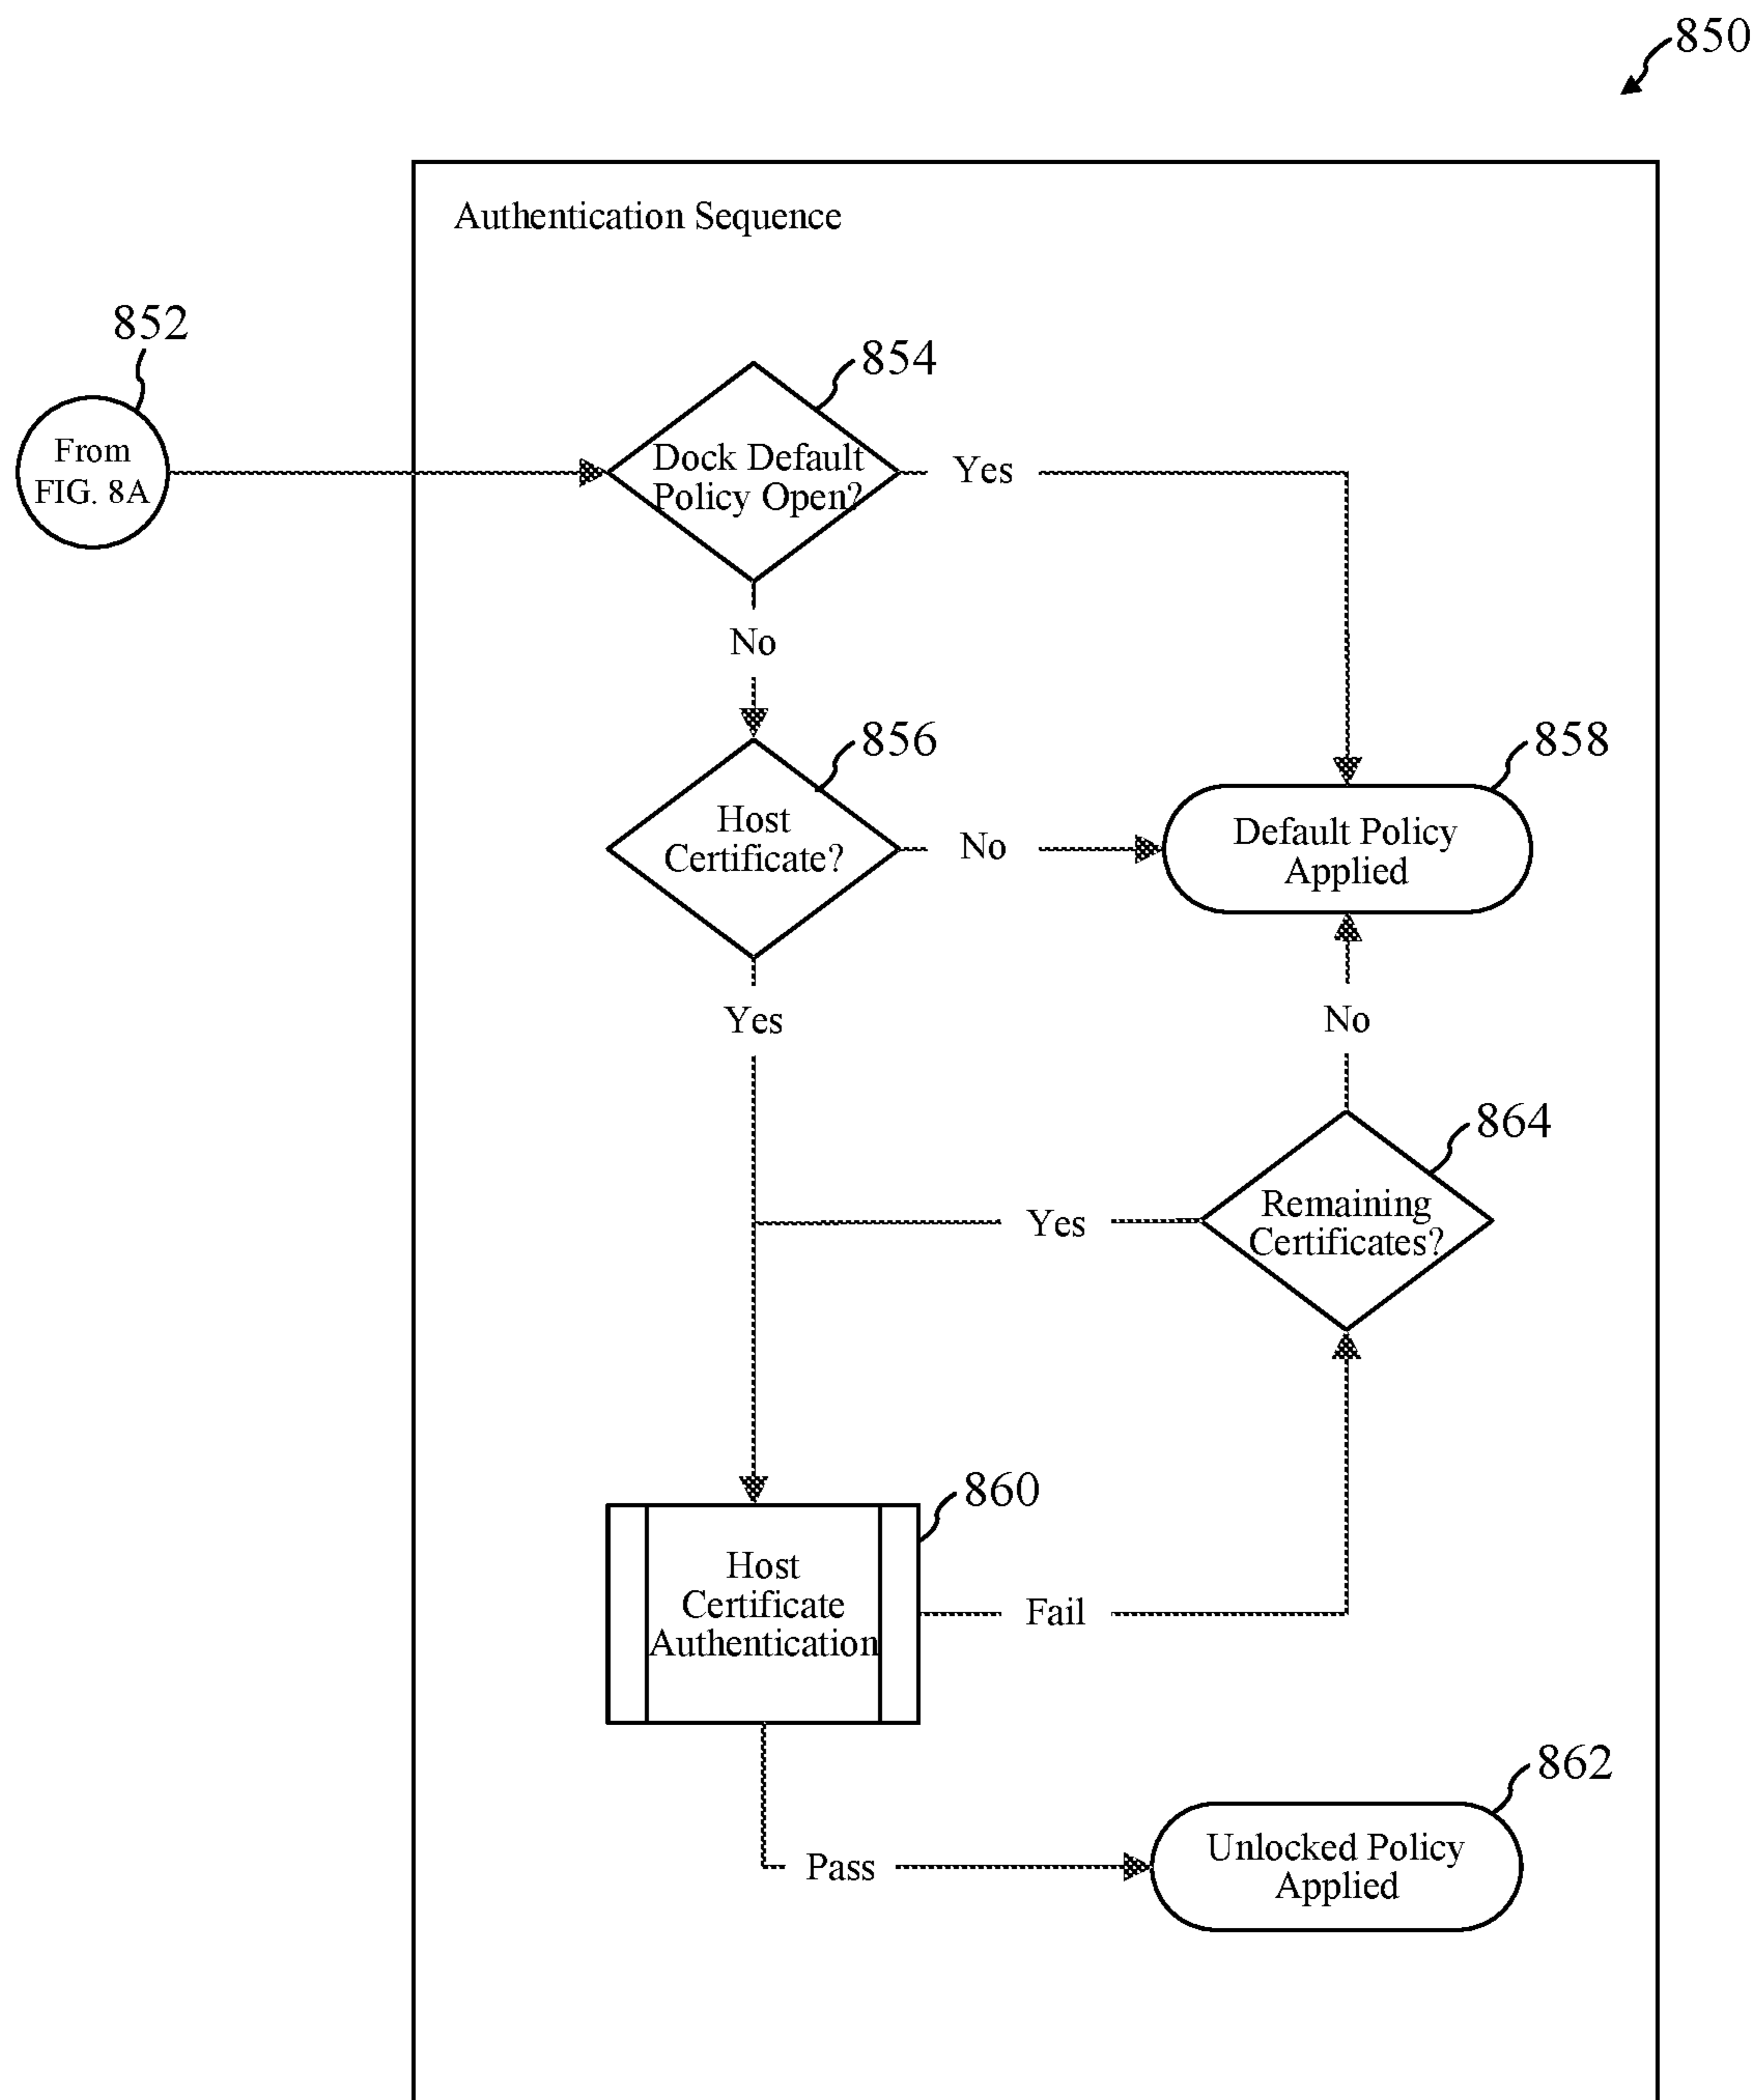 850
Authentication Sequence
852
854
From
FIG. 8A
Dock Default
Policy Open?
Yes
No
856
858
Host
Certificate?
No
Default Policy
Applied
Yes
No
864
Remaining
Certificates?
Yes
860
Host
Certificate
Authentication
Fail
862
Pass
Unlocked Policy
Applied